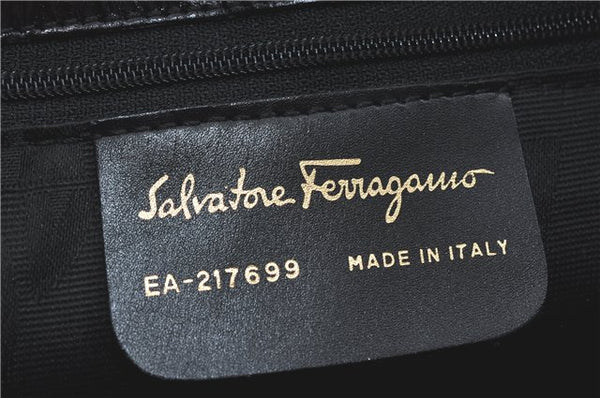 Salvatore Ferragamo
EA-217699 MADE IN ITALY